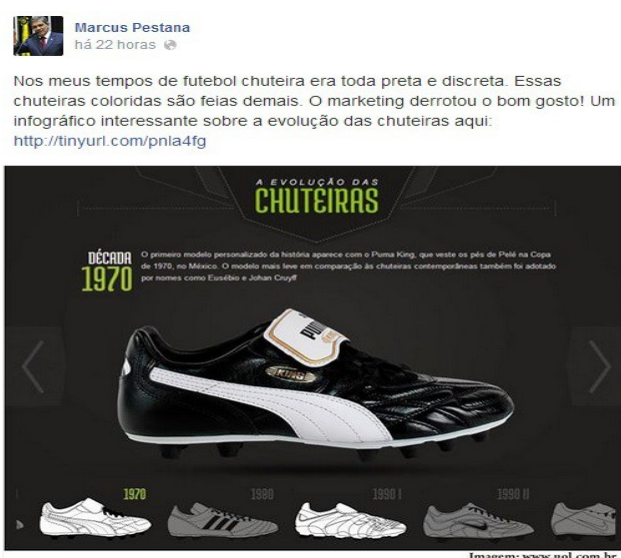 Marcus Pestana
há 22 horas
Nos meus tempos de futebol chuteira era toda preta e discreta. Essas
chuteiras coloridas são feias demais. O marketing derrotou o bom gosto! Um
infográfico interessante sobre a evolução das chuteiras aqui:
http://tinyurl.com/pnla4fg
A EVOLUÇÃO DAS
CHUTEIRAS
DÉCADA
1970
O primeiro modelo personalizado da história aparece com o Puma King, que veste os pés de Pelé na Copa
de 1970, no México. O modelo mais leve em comparação às chuteiras contemporâneas também foi adotado
por nomes como Eusébio e Johan Cruyff
KING
1970
1980
1990 I
1990 II
Imagem: www.uol.com.br